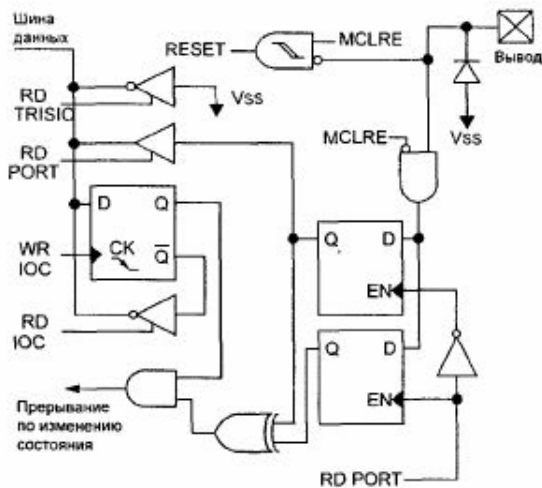 Шина
данных
RESET
MCLRE
Вывод
Vss
RD
TRISIO
Vss
RD
PORT
MCLRE
D Q
WR
IOC
CK
Q
Q D
EN
RD
IOC
Q D
EN
Прерывание
по изменению
состояния
RD PORT